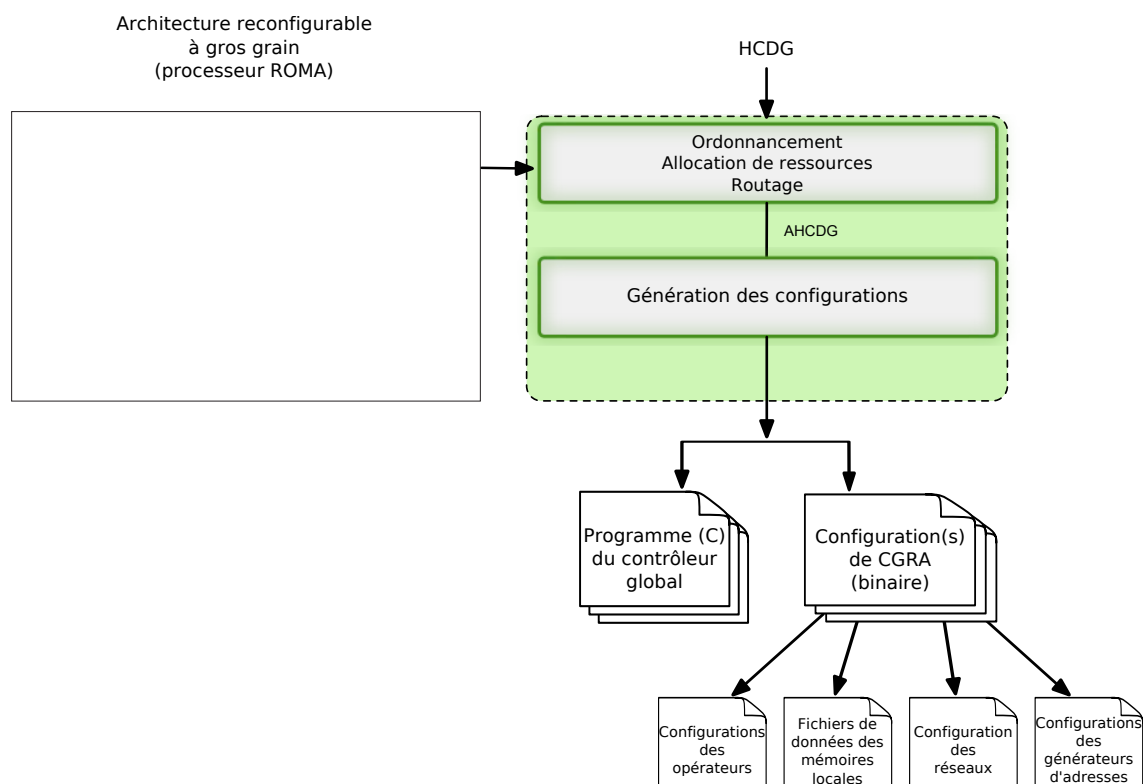 Architecture reconfigurable
à gros grain
(processeur ROMA)
HCDG
Ordonnancement
Allocation de ressources
Routage
AHCDG
Génération des configurations
Programme (C)
du contrôleur
global
Configuration(s)
de CGRA
(binaire)
Configurations
des
opérateurs
Fichiers de
données des
mémoires
locales
Configuration
des
réseaux
Configurations
des
générateurs
d'adresses